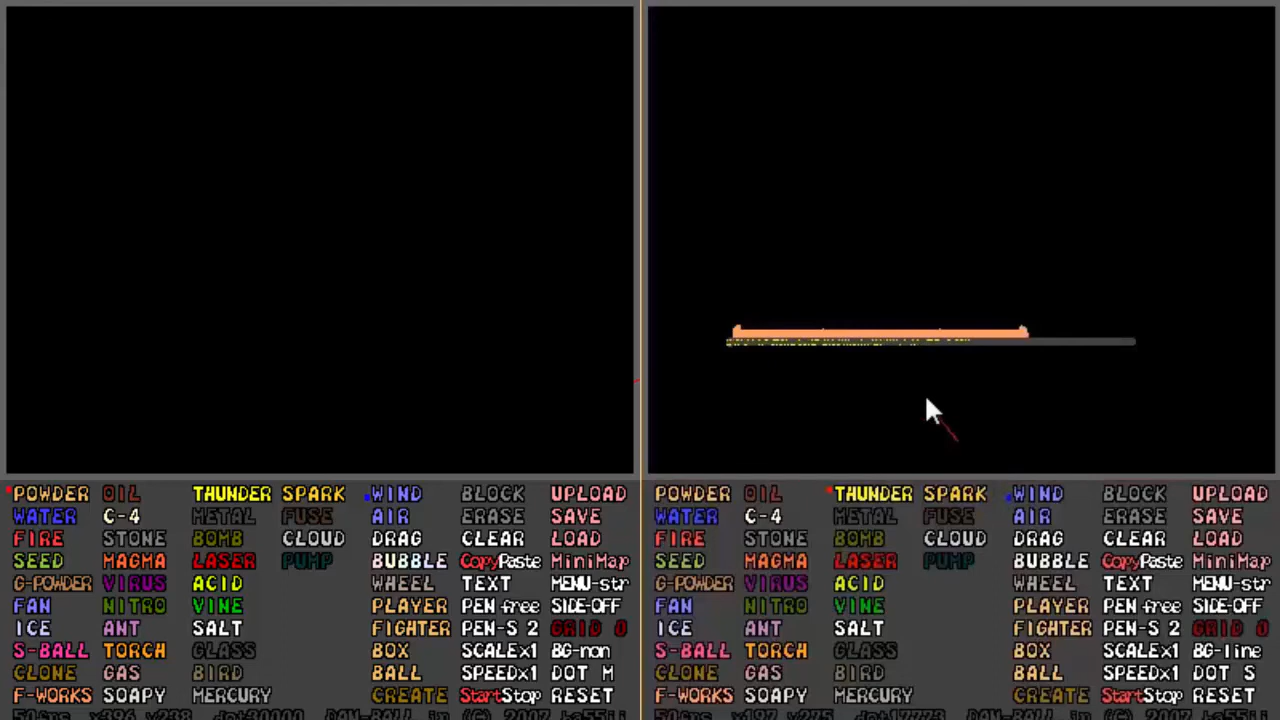 POWDER OIL THUNDER SPARK WIND BLOCK UPLOAD
WATER C-4 METAL FUSE AIR ERASE SAVE
FIRE STONE BOMB CLOUD DRAG CLEAR LOAD
SEED MAGMA LASER PUMP BUBBLE CopyPaste MiniMap
G-POWDER VIRUS ACID WHEEL TEXT MENU-str
FAN NITRO VINE PLAYER PEN free SIDE-OFF
ICE ANT SALT FIGHTER PEN-S 2 GRID 0
S-BALL TORCH GLASS BOX SCALEx1 BG-non
CLONE GAS BIRD BALL SPEEDx1 DOT M
F-WORKS SOAPY MERCURY CREATE StartStop RESET
POWDER OIL THUNDER SPARK WIND BLOCK UPLOAD
WATER C-4 METAL FUSE AIR ERASE SAVE
FIRE STONE BOMB CLOUD DRAG CLEAR LOAD
SEED MAGMA LASER PUMP BUBBLE CopyPaste MiniMap
G-POWDER VIRUS ACID WHEEL TEXT MENU-str
FAN NITRO VINE PLAYER PEN free SIDE-OFF
ICE ANT SALT FIGHTER PEN-S 2 GRID 0
S-BALL TORCH GLASS BOX SCALEx1 BG-line
CLONE GAS BIRD BALL SPEEDx1 DOT S
F-WORKS SOAPY MERCURY CREATE StartStop RESET